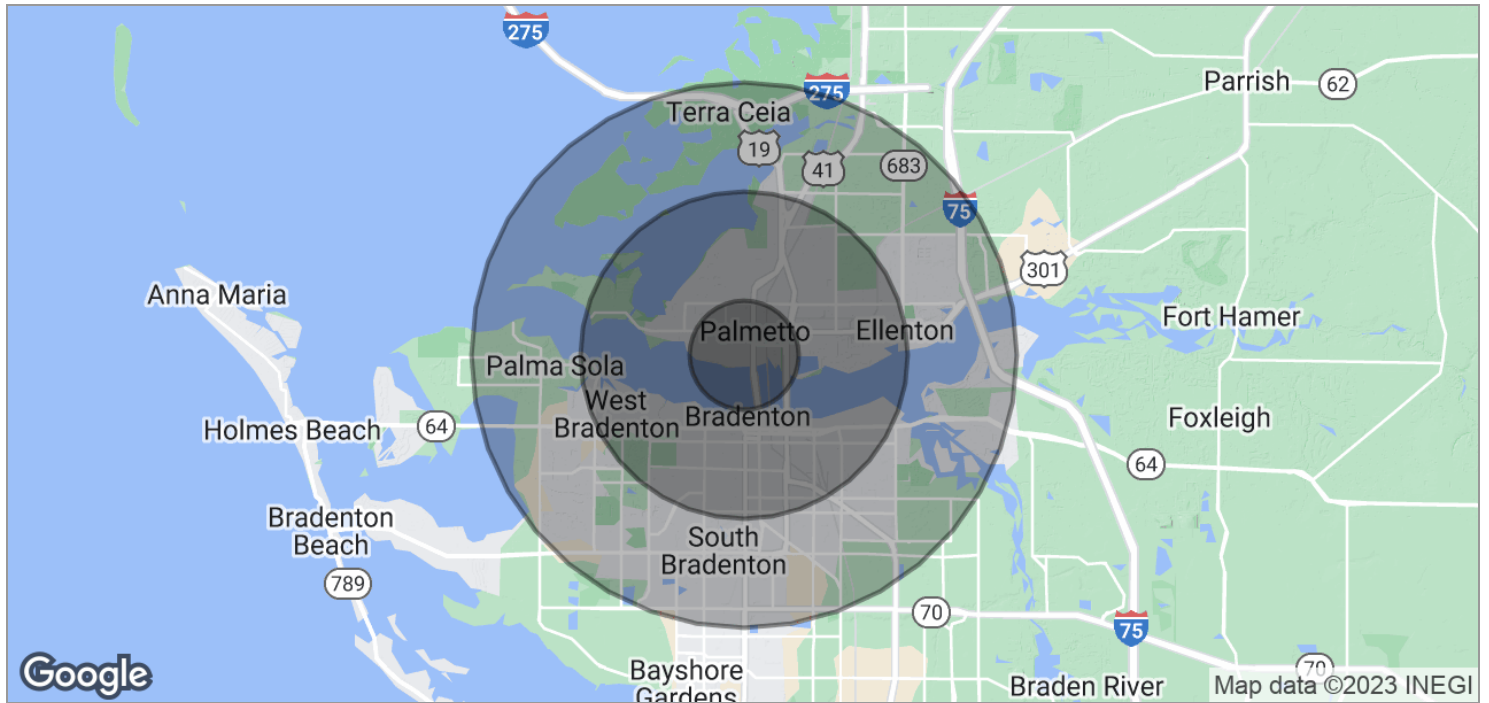 275
Parrish
62
275
Terra Ceia
19
41
683
75
301
Anna Maria
Fort Hamer
Palmetto
Ellenton
Palma Sola
West
Bradenton
Bradenton
Foxleigh
Holmes Beach
64
64
Bradenton
Beach
South
Bradenton
789
70
75
Bayshore
Gardens
Braden River
70
Google
Map data ©2023 INEGI